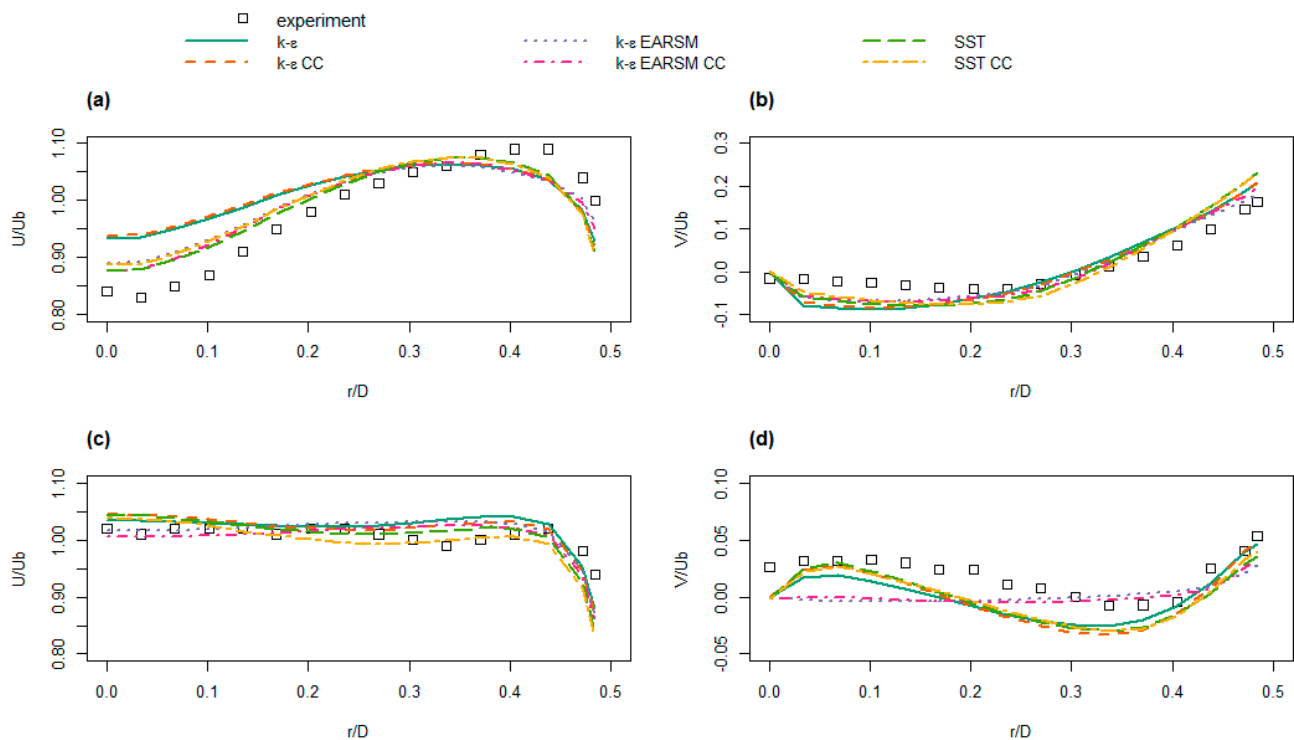 experiment
k-ε k-ε EARSM SST
k-ε CC k-ε EARSM CC SST CC
(a) (b)
U/Ub
0.80 0.90 1.00 1.10
0.0 0.1 0.2 0.3 0.4 0.5
r/D
V/Ub
-0.1 0.0 0.1 0.2 0.3
0.0 0.1 0.2 0.3 0.4 0.5
r/D
(c) (d)
U/Ub
0.80 0.90 1.00 1.10
0.0 0.1 0.2 0.3 0.4 0.5
r/D
V/Ub
-0.05 0.00 0.05 0.10
0.0 0.1 0.2 0.3 0.4 0.5
r/D